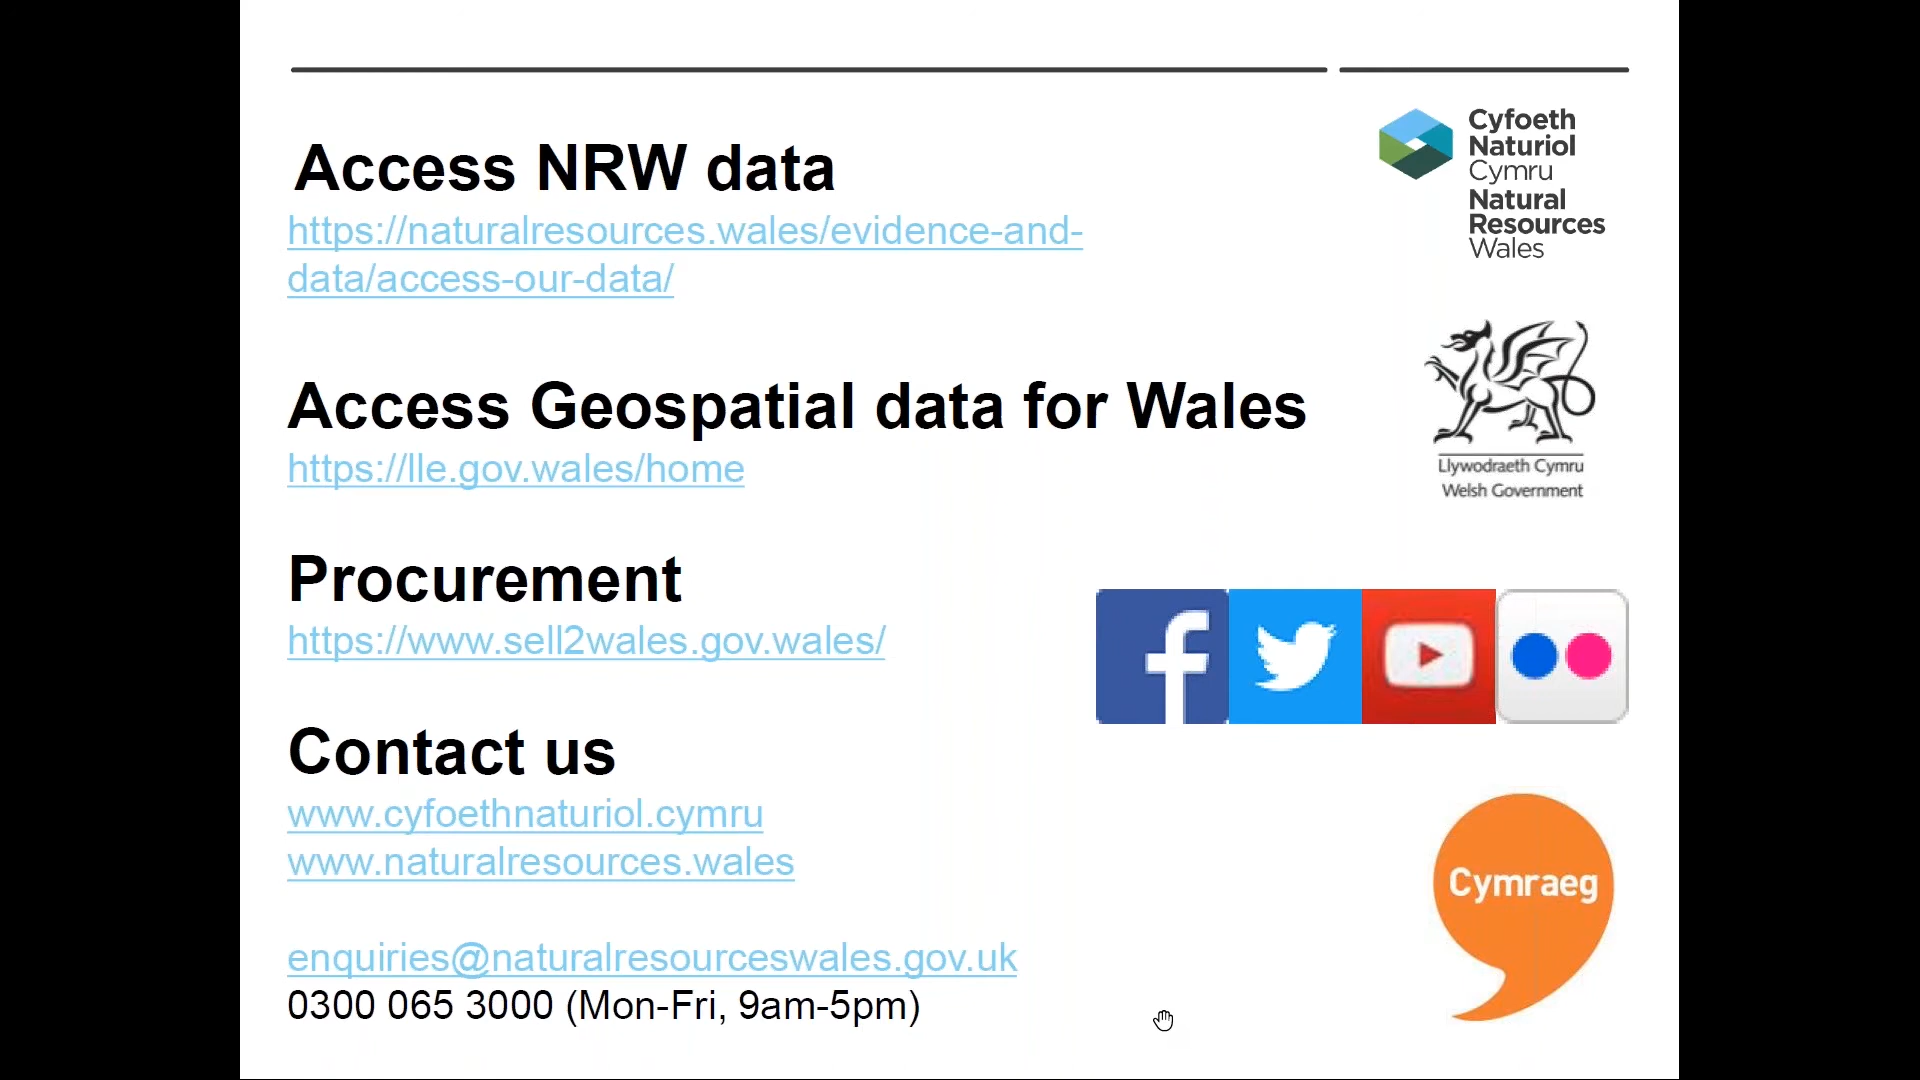 Access NRW data
https://naturalresources.wales/evidence-and-
data/access-our-data/
Access Geospatial data for Wales
https://lle.gov.wales/home
Procurement
https://www.sell2wales.gov.wales/
Contact us
www.cyfoethnaturiol.cymru
www.naturalresources.wales
enquiries@naturalresourceswales.gov.uk
0300 065 3000 (Mon-Fri, 9am-5pm)
Cyfoeth
Naturiol
Cymru
Natural
Resources
Wales
Llywodraeth Cymru
Welsh Government
Cymraeg